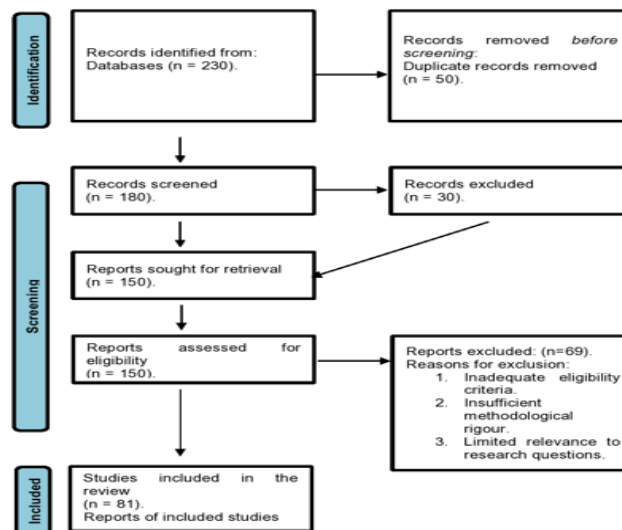 Identification
Records identified from:
Databases (n = 230).
Records removed before
screening:
Duplicate records removed
(n = 50).
Screening
Records screened
(n = 180).
Records excluded
(n = 30).
Reports sought for retrieval
(n = 150).
Reports assessed for
eligibility
(n = 150).
Reports excluded: (n=69).
Reasons for exclusion:
1. Inadequate eligibility
criteria.
2. Insufficient
methodological
rigour.
3. Limited relevance to
research questions.
Included
Studies included in the
review
(n = 81).
Reports of included studies